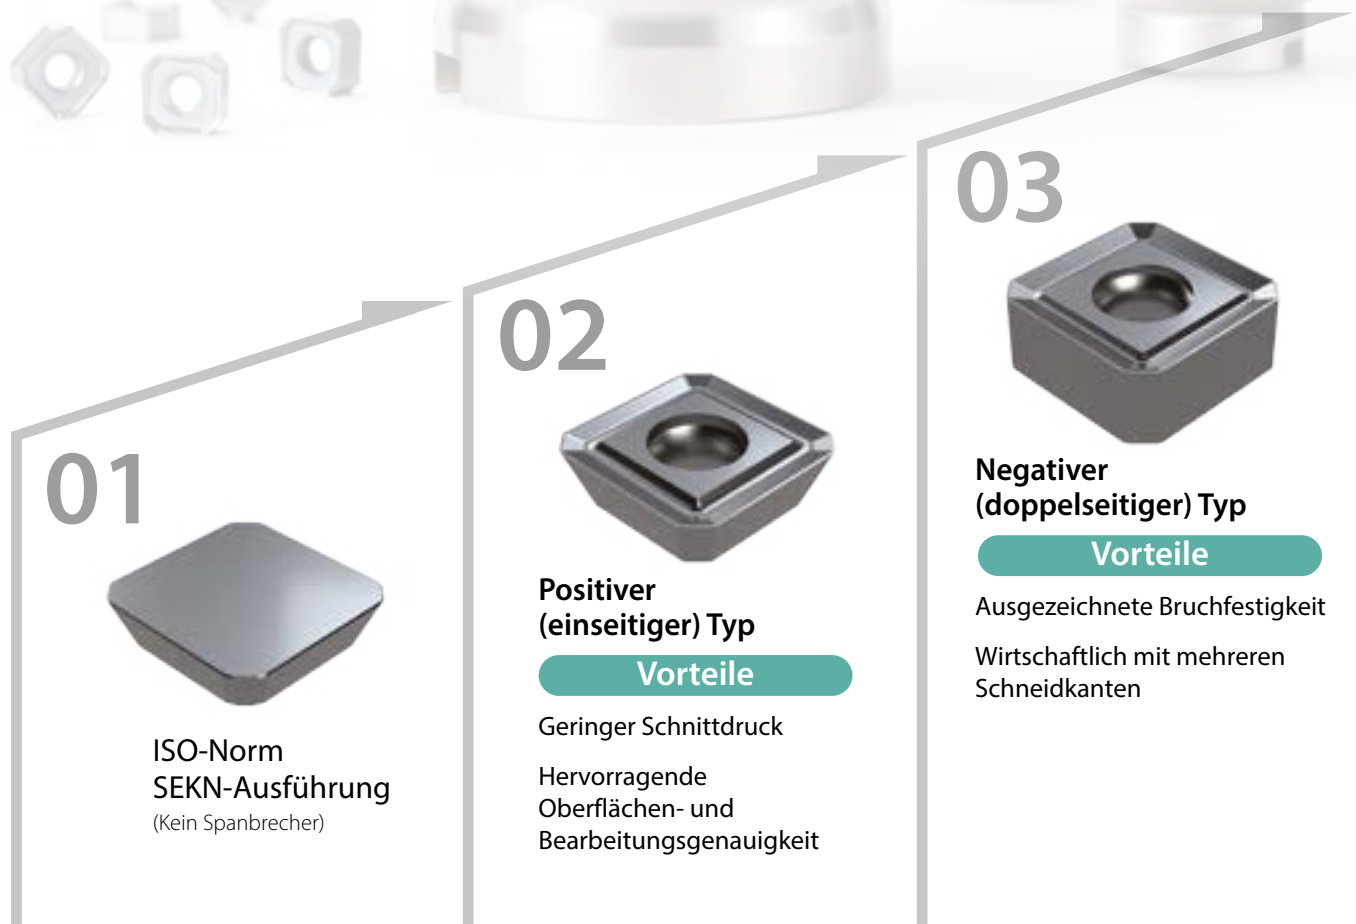 01
ISO-Norm
SEKN-Ausführung
(Kein Spanbrecher)
02
Positiver
(einseitiger) Typ
Vorteile
Geringer Schnittdruck
Hervorragende
Oberflächen- und
Bearbeitungsgenauigkeit
03
Negativer
(doppelseitiger) Typ
Vorteile
Ausgezeichnete Bruchfestigkeit
Wirtschaftlich mit mehreren
Schneidkanten